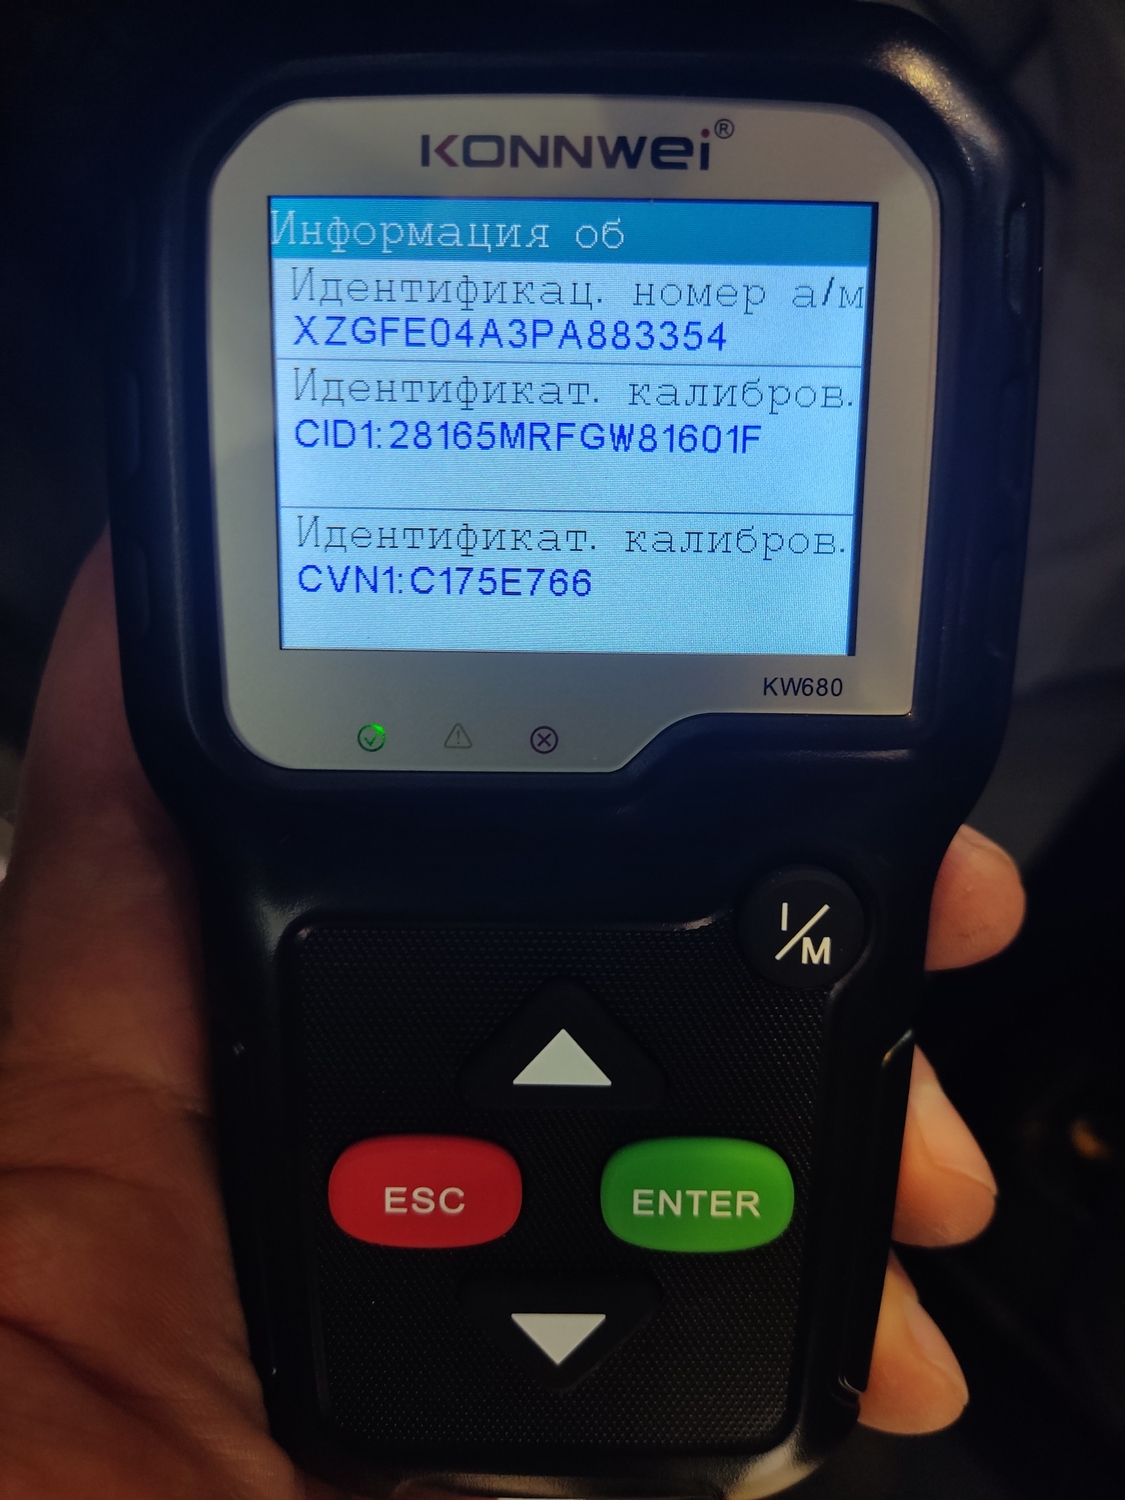 KONNWEI®
Информация об
Идентификац. номер а/м
XZGFE04A3PA883354
Идентификат. калибров.
CID1:28165MRFGW81601F
Идентификат. калибров.
CVN1:C175E766
KW680
I/M
ESC
ENTER